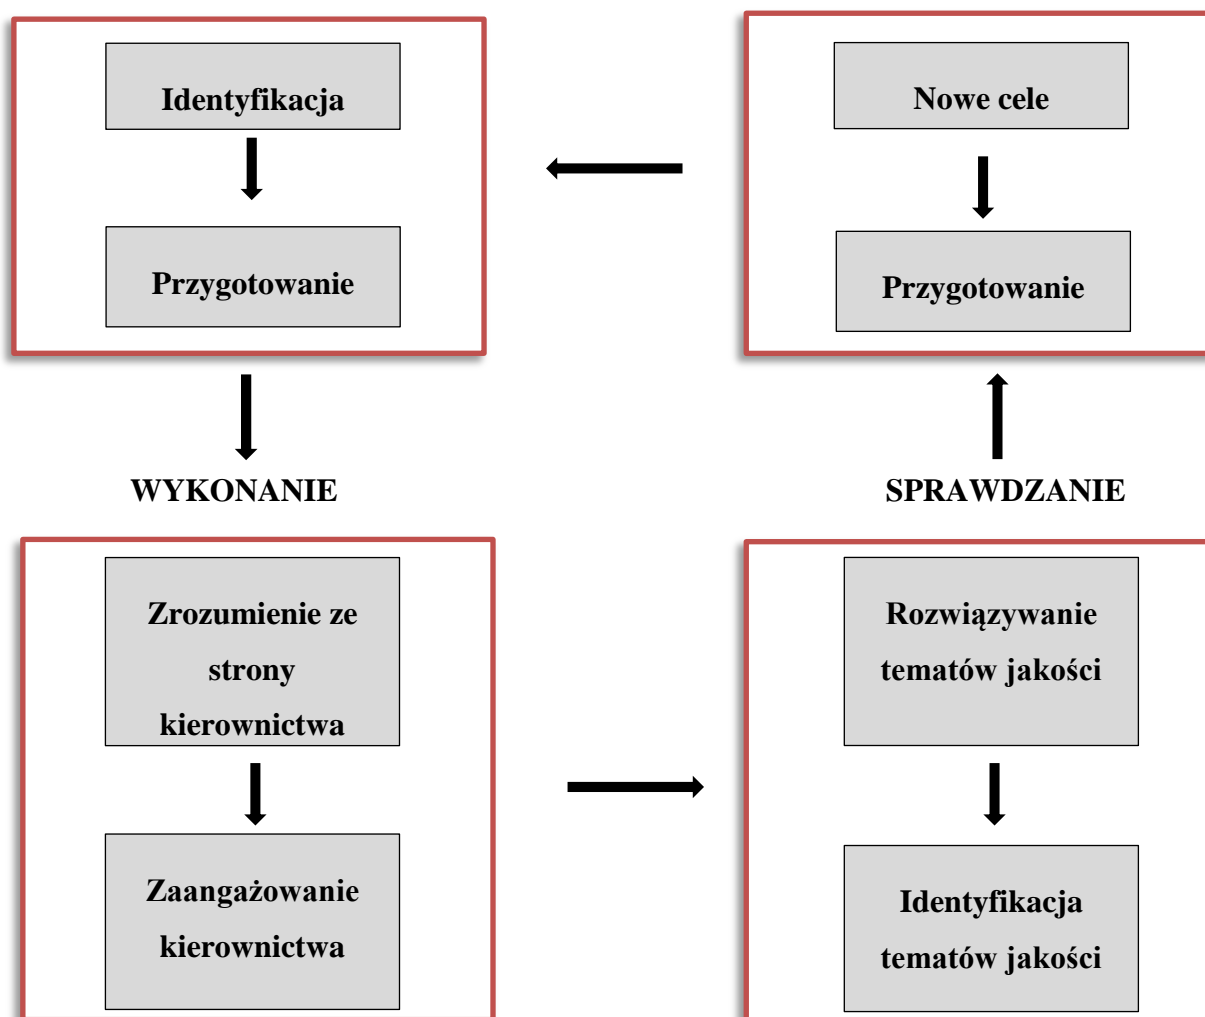 Identyfikacja
Przygotowanie
Nowe cele
Przygotowanie
WYKONANIE
SPRAWDZANIE
Zrozumienie ze
strony
kierownictwa
Zaangażowanie
kierownictwa
Rozwiązywanie
tematów jakości
Identyfikacja
tematów jakości